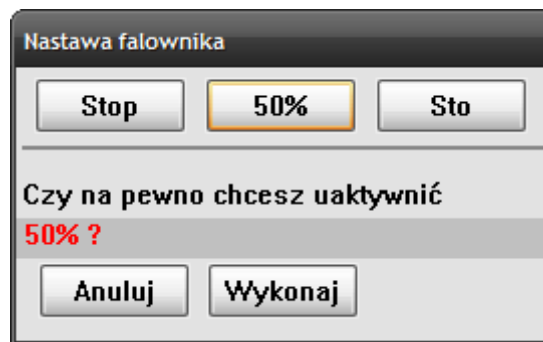 Nastawa falownika
Stop 50% Sto
Czy na pewno chcesz uaktywnić
50% ?
Anuluj Wykonaj